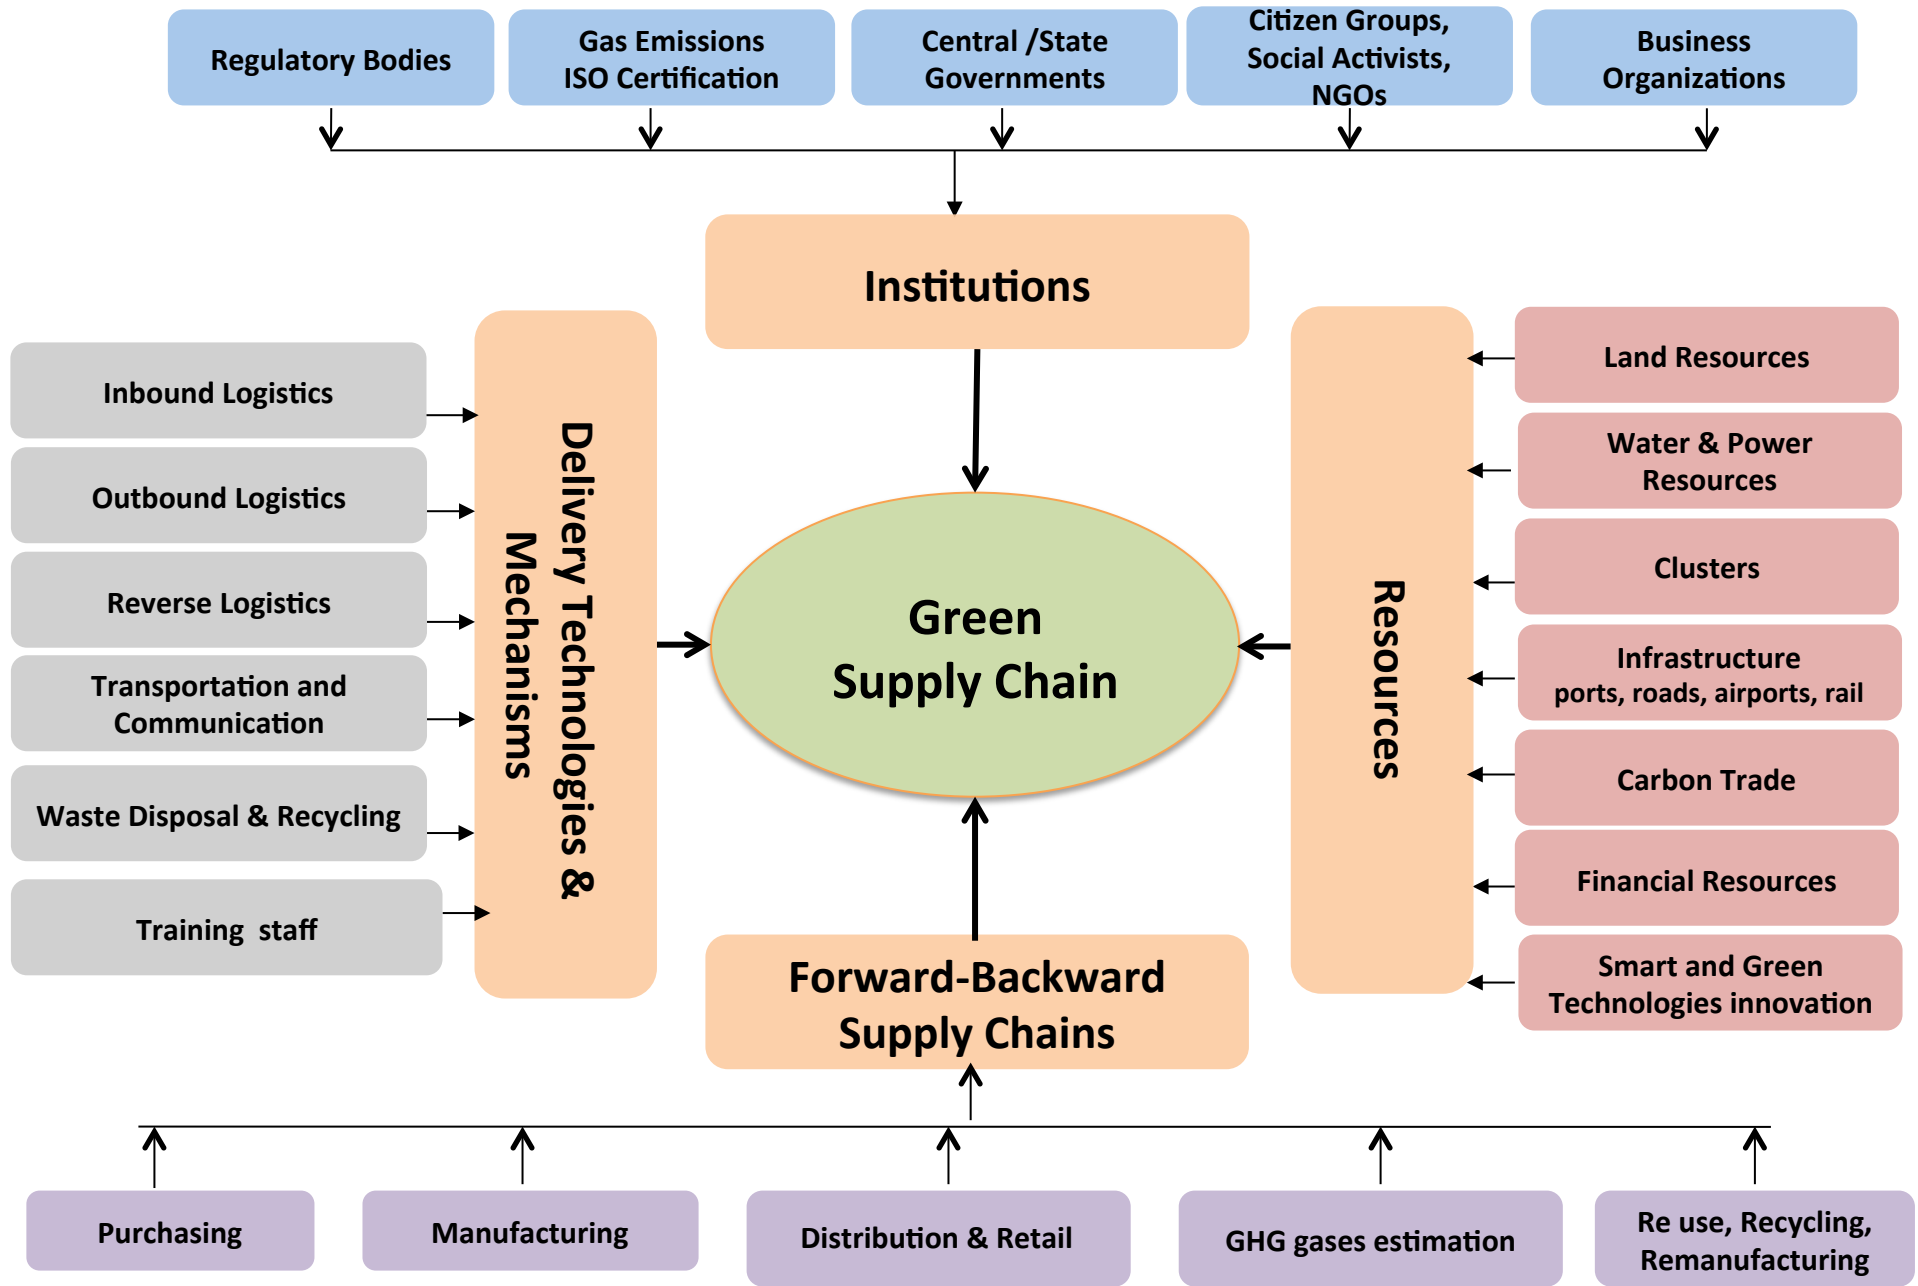 Regulatory Bodies
Gas Emissions
ISO Certification
Central /State
Governments
Citizen Groups,
Social Activists,
NGOs
Business
Organizations
Institutions
Inbound Logistics
Outbound Logistics
Reverse Logistics
Transportation and
Communication
Waste Disposal & Recycling
Training  staff
Delivery Technologies &
Mechanisms
Green
Supply Chain
Resources
Land Resources
Water & Power
Resources
Clusters
Infrastructure
ports, roads, airports, rail
Carbon Trade
Financial Resources
Smart and Green
Technologies innovation
Forward-Backward
Supply Chains
Purchasing
Manufacturing
Distribution & Retail
GHG gases estimation
Re use, Recycling,
Remanufacturing